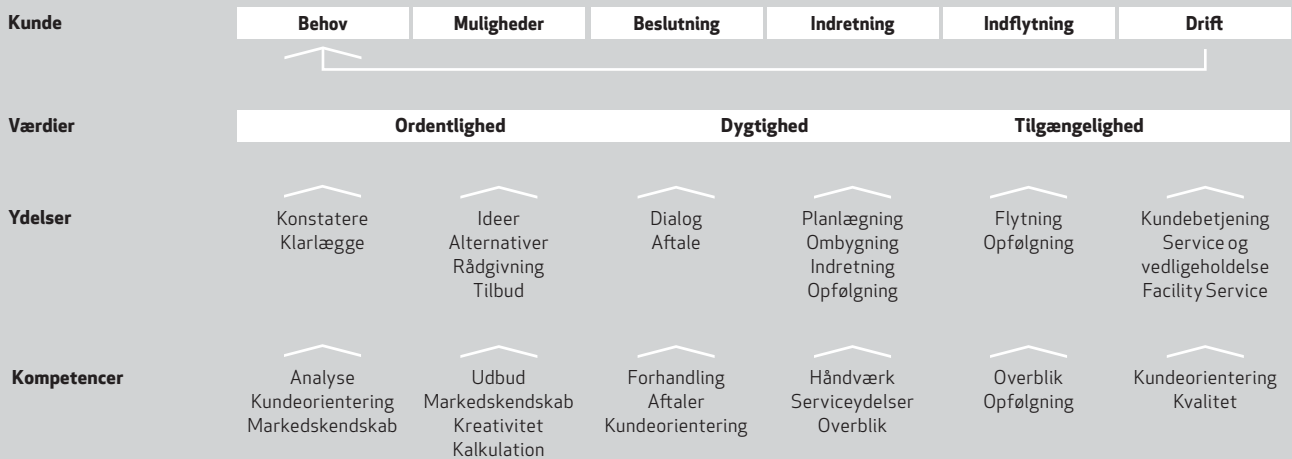 Kunde Behov Muligheder Beslutning Indretning Indflytning Drift
Værdier Ordentlighed Dygtighed Tilgængelighed
Ydelser Konstatere Ideer Dialog Planlægning Flytning Kundebetjening
Klarlægge Alternativer Aftale Ombygning Opfølgning Service og
Rådgivning Indretning vedligeholdelse
Tilbud Opfølgning Facility Service
Kompetencer Analyse Udbud Forhandling Håndværk Overblik Kundeorientering
Kundeorientering Markedskendskab Aftaler Serviceydelser Opfølgning Kvalitet
Markedskendskab Kreativitet Kundeorientering Overblik
Kalkulation